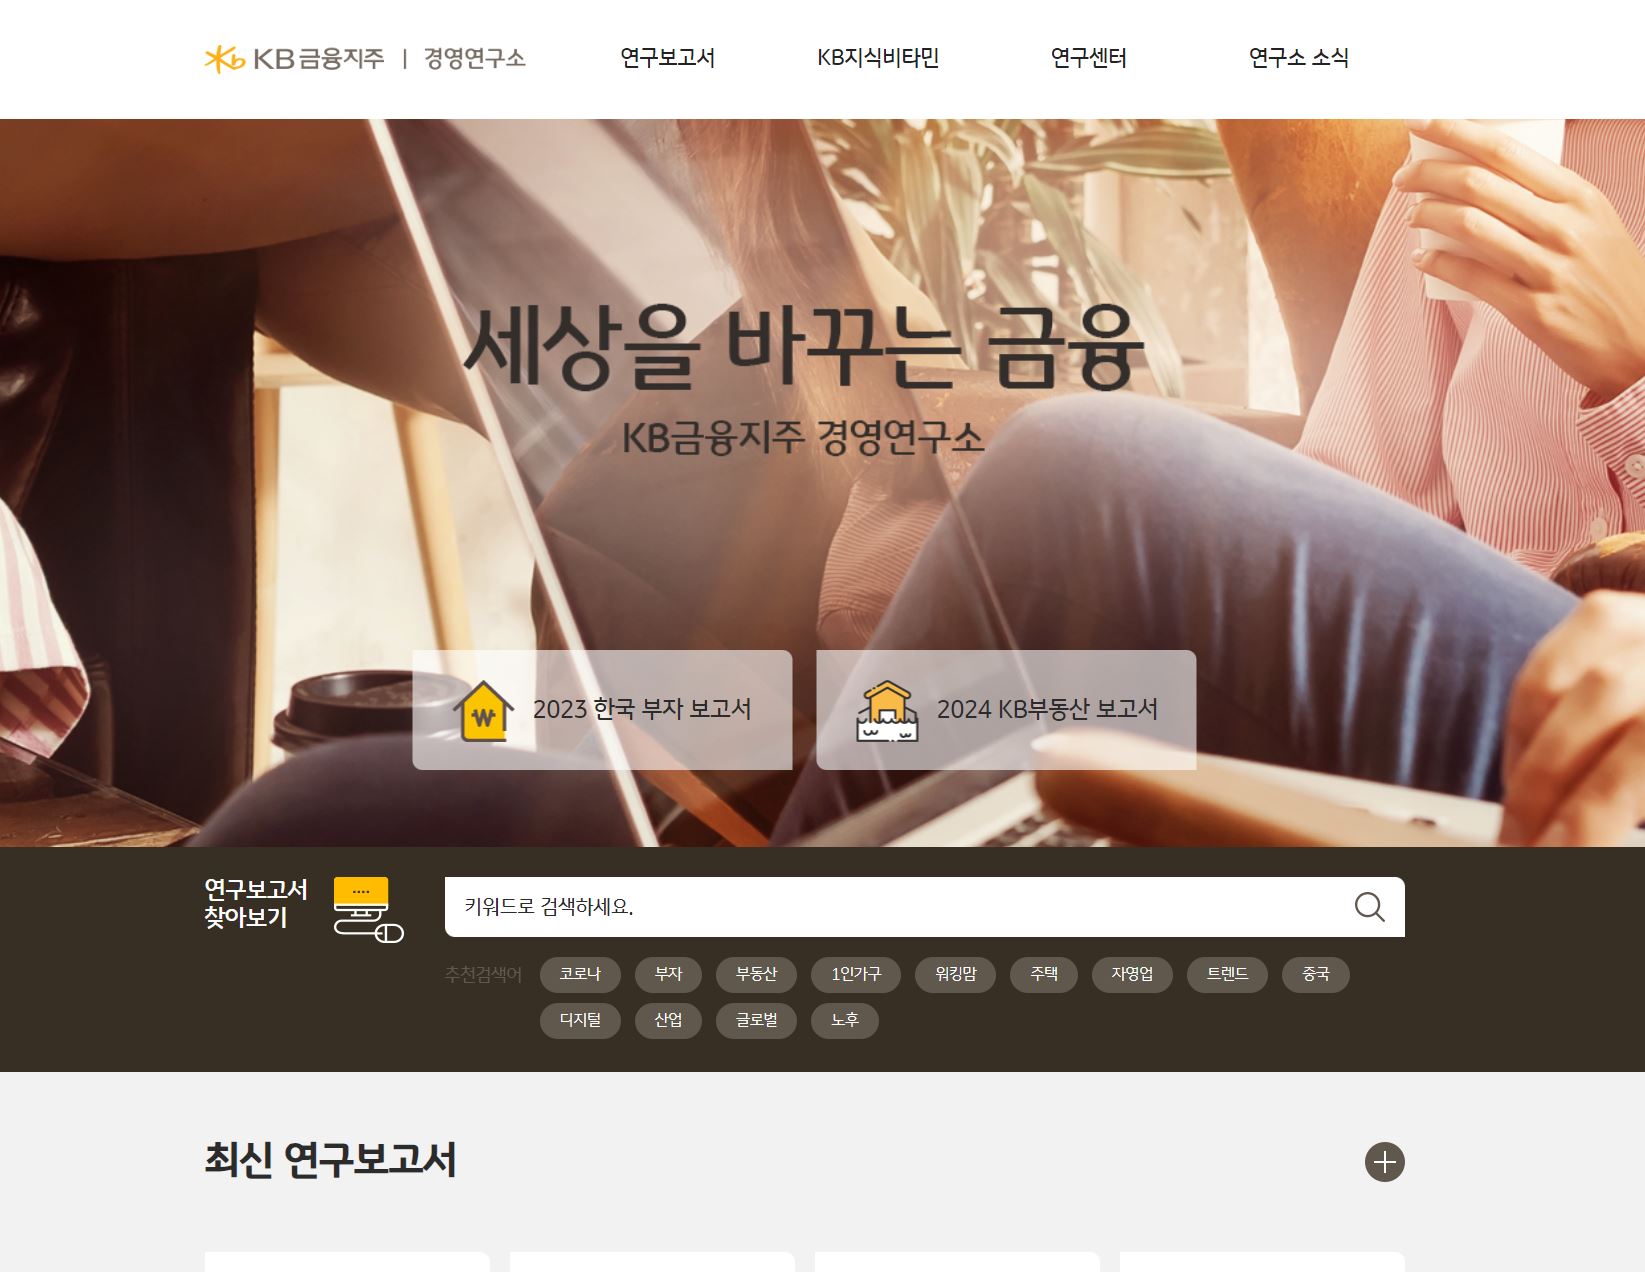 KB금융지주 | 경영연구소
연구보고서
KB지식비타민
연구센터
연구소 소식
세상을 바꾸는 금융
KB금융지주 경영연구소
2023 한국 부자 보고서
2024 KB부동산 보고서
연구보고서
찾아보기
키워드로 검색하세요.
추천검색어
코로나
부자
부동산
1인가구
워킹맘
주택
자영업
트렌드
중국
디지털
산업
글로벌
노후
최신 연구보고서